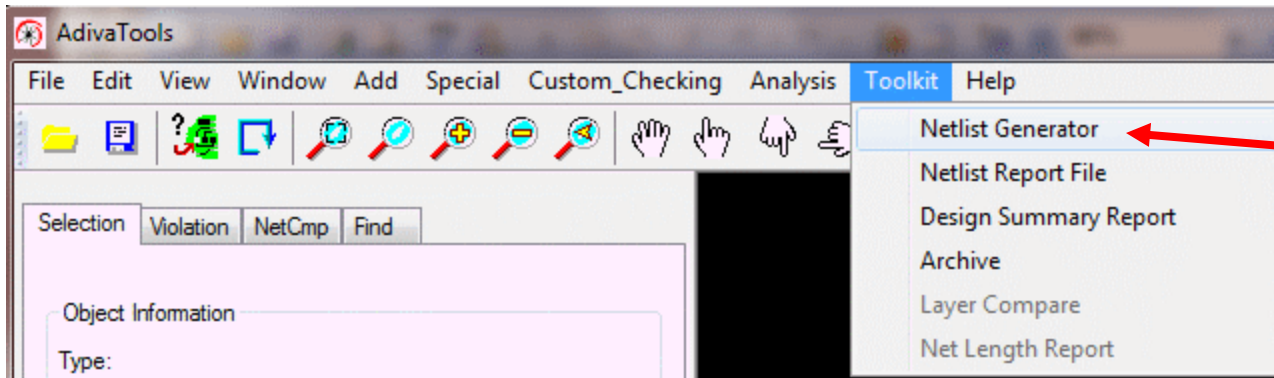 AdivaTools
File Edit View Window Add Special Custom_Checking Analysis Toolkit Help
?
Netlist Generator
Netlist Report File
Design Summary Report
Archive
Layer Compare
Net Length Report
Selection Violation NetCmp Find
Object Information
Type: